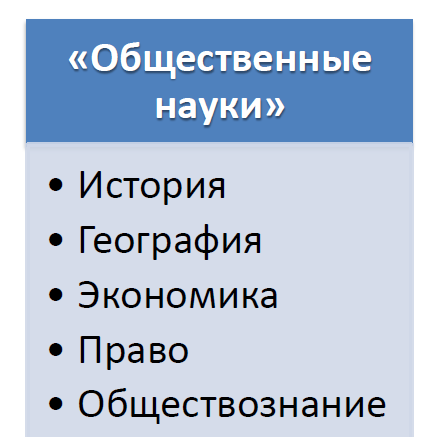 «Общественные
науки»
• История
• География
• Экономика
• Право
• Обществознание